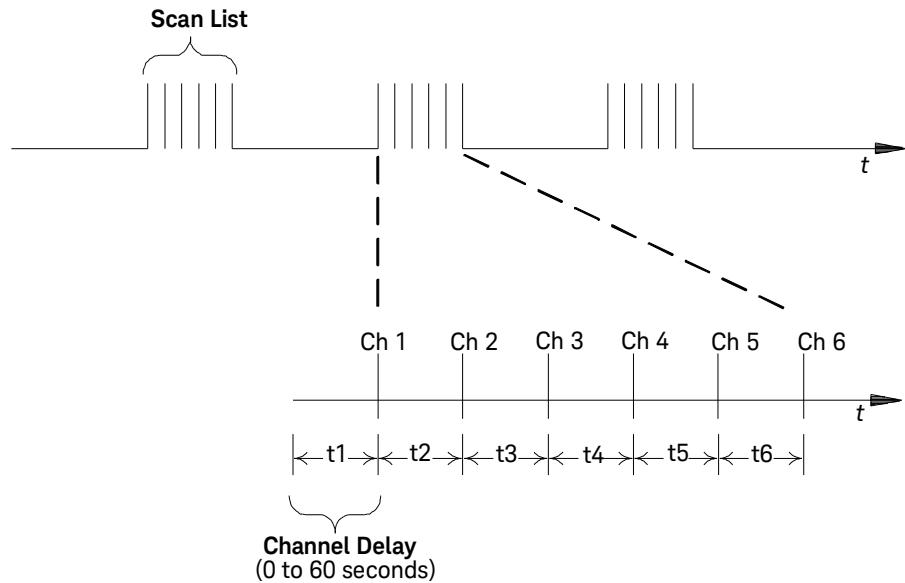 Scan List
t
Ch 1 Ch 2 Ch 3 Ch 4 Ch 5 Ch 6
t
t1 t2 t3 t4 t5 t6
Channel Delay
(0 to 60 seconds)